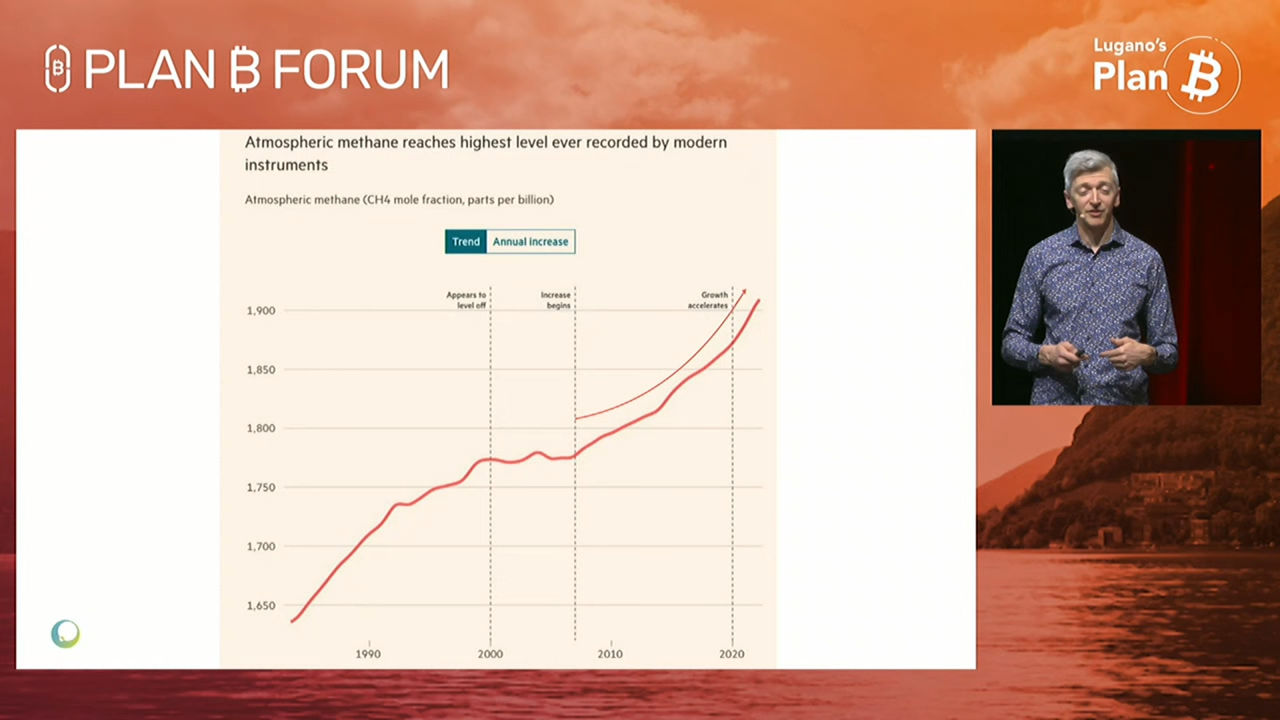 PLAN ₿ FORUM
Lugano's
Plan ₿
Atmospheric methane reaches highest level ever recorded by modern
instruments
Atmospheric methane (CH4 mole fraction, parts per billion)
Trend Annual increase
Appears to
level off
Increase
begins
Growth
accelerates
1,900
1,850
1,800
1,750
1,700
1,650
1990 2000 2010 2020